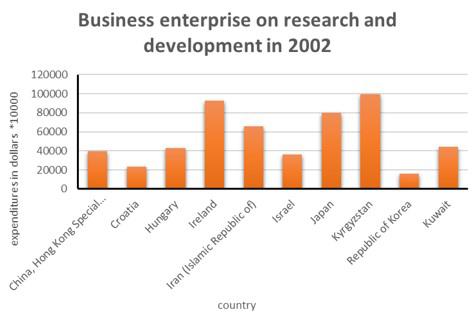 Business enterprise on research and
development in 2002
expenditures in dollars *10000
120000
100000
80000
60000
40000
20000
0
China, Hong Kong Special...
Croatia
Hungary
Ireland
Iran (Islamic Republic of)
Israel
Japan
Kyrgyzstan
Republic of Korea
Kuwait
country